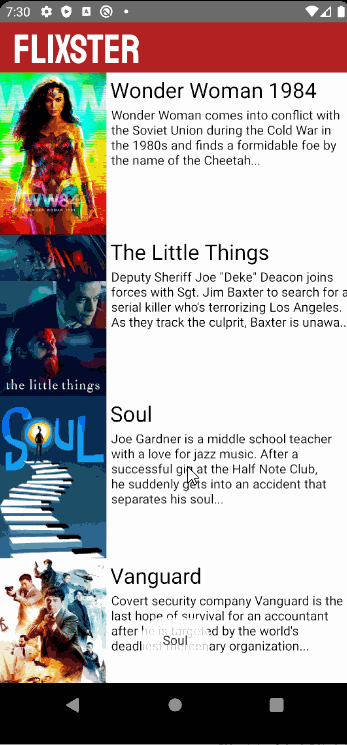 7:30
FLIXSTER
Wonder Woman 1984
Wonder Woman comes into conflict with
the Soviet Union during the Cold War in
the 1980s and finds a formidable foe by
the name of the Cheetah...
WW84
The Little Things
Deputy Sheriff Joe "Deke" Deacon joins
forces with Sgt. Jim Baxter to search for a
serial killer who's terrorizing Los Angeles.
As they track the culprit, Baxter is unawa...
the little things
Soul
Joe Gardner is a middle school teacher
with a love for jazz music. After a
successful gig at the Half Note Club,
he suddenly gets into an accident that
separates his soul...
SOUL
Vanguard
Covert security company Vanguard is the
last hope of survival for an accountant
after he is targeted by the world's
deadliest mercenary organization...
Soul